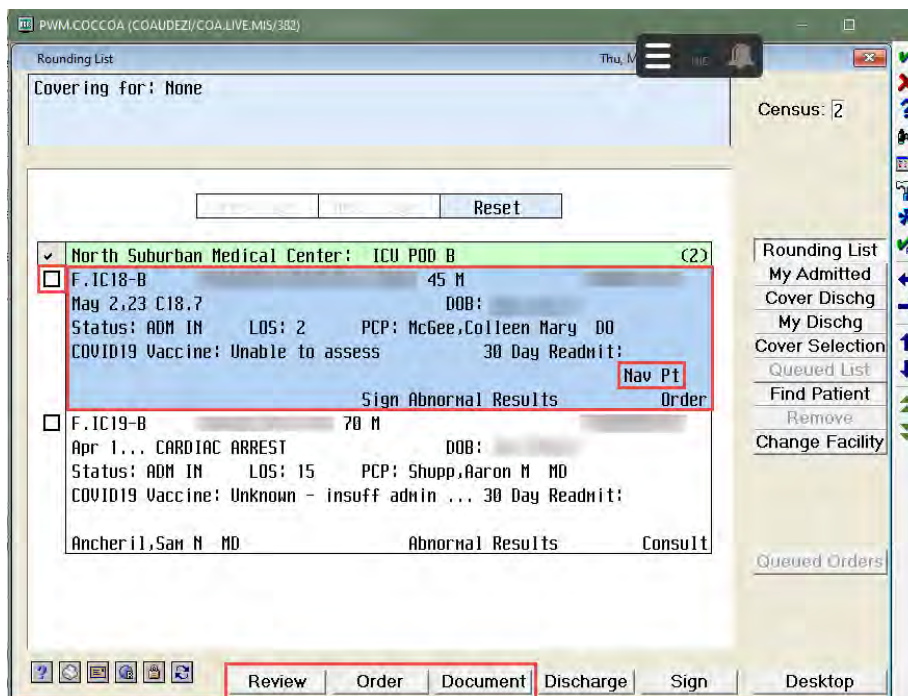 PWM.COCCOA (COAUDEZI/COA.LIVE.MIS/382)
Rounding List Thu, M
Covering for: None
Census: 2
Reset
North Suburban Medical Center: ICU POD B (2)
F.IC18-B 45 M
May 2,23 C18.7 DOB:
Status: ADM IN LOS: 2 PCP: McGee,Colleen Mary DO
COVID19 Vaccine: Unable to assess 30 Day Readmit:
Nav Pt
Sign Abnormal Results Order
F.IC19-B 70 M
Apr 1... CARDIAC ARREST DOB:
Status: ADM IN LOS: 15 PCP: Shupp,Aaron M MD
COVID19 Vaccine: Unknown - insuff admin ... 30 Day Readmit:
Ancheril,Sam N MD Abnormal Results Consult
Rounding List
My Admitted
Cover Dischg
My Dischg
Cover Selection
Queued List
Find Patient
Remove
Change Facility
Queued Orders
Review Order Document Discharge Sign Desktop